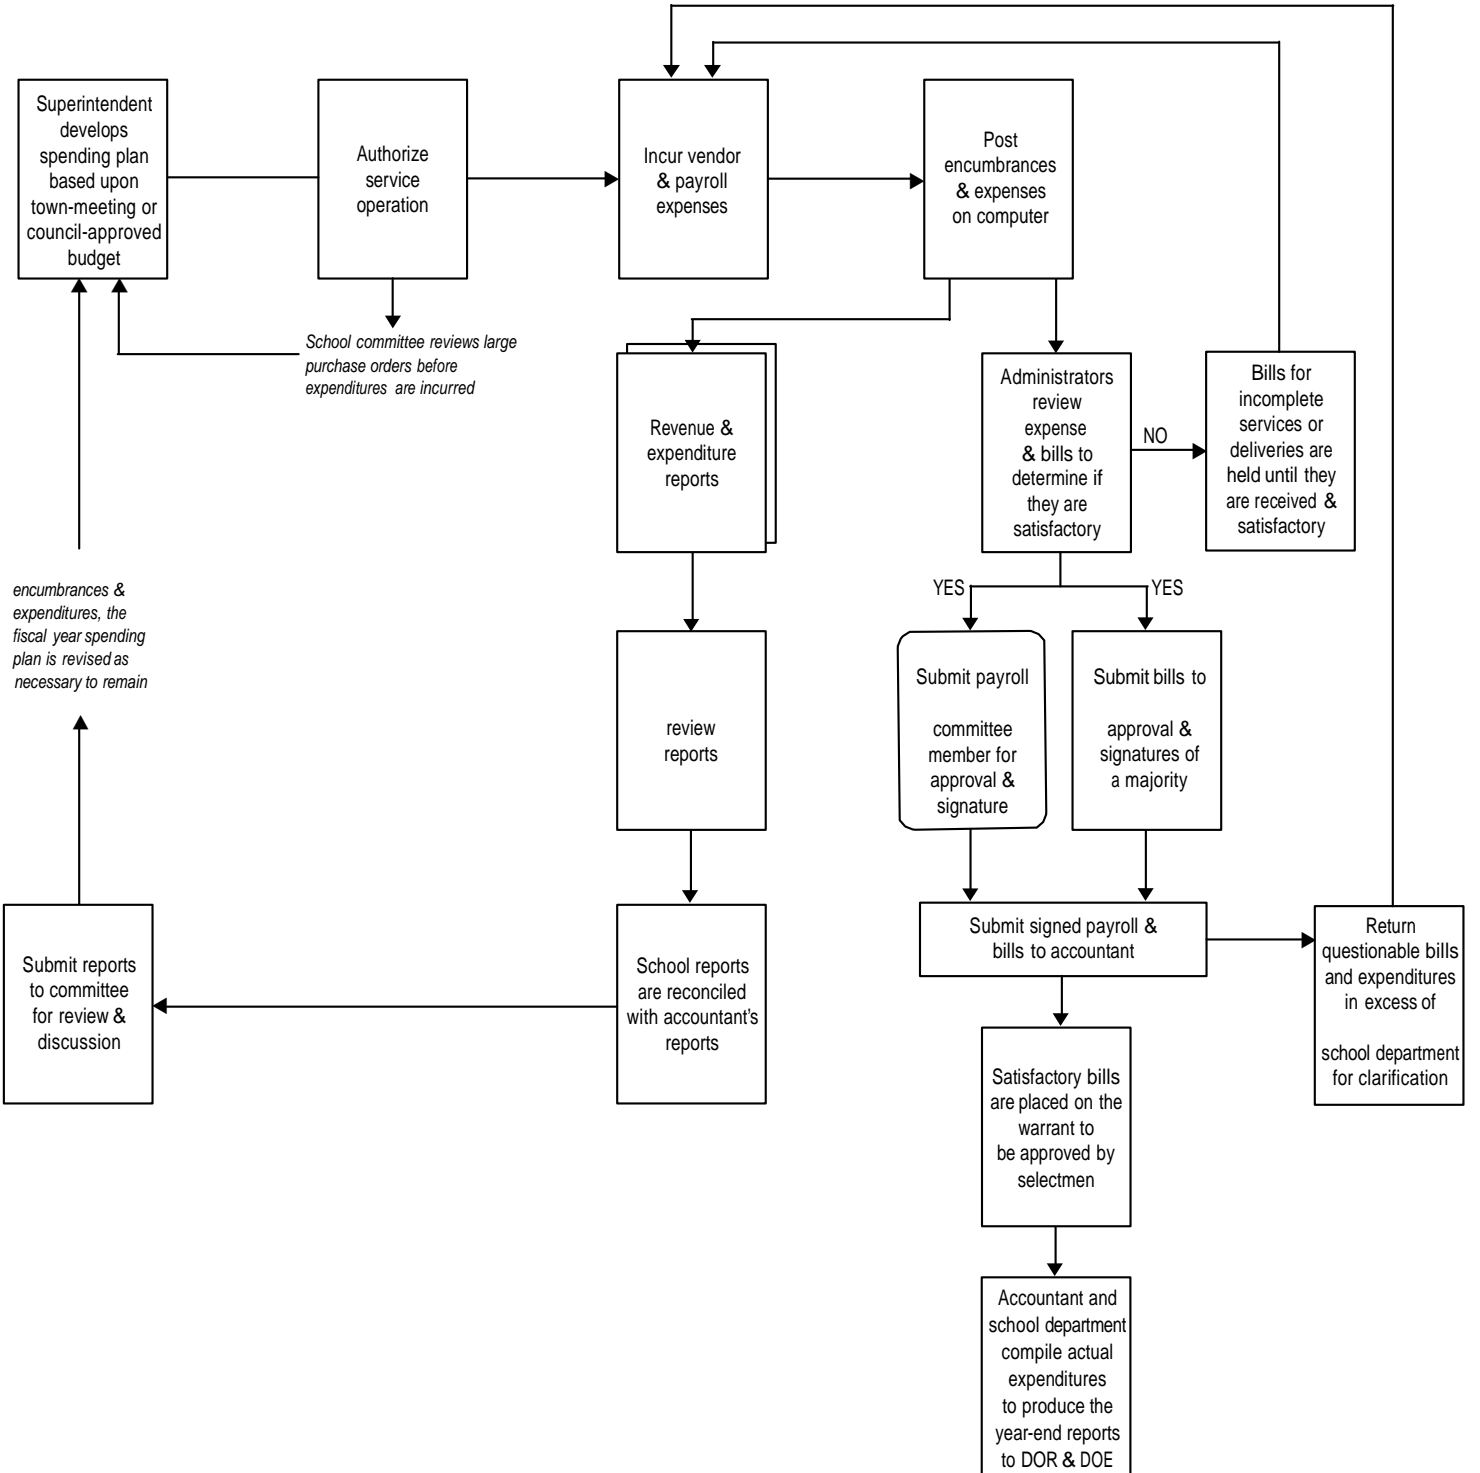 Superintendent
develops
spending plan
based upon
town-meeting or
council-approved
budget
Authorize
service
operation
Incur vendor
& payroll
expenses
Post
encumbrances
& expenses
on computer
School committee reviews large
purchase orders before
expenditures are incurred
Revenue &
expenditure
reports
Administrators
review
expense
& bills to
determine if
they are
satisfactory
NO
Bills for
incomplete
services or
deliveries are
held until they
are received &
satisfactory
YES
YES
encumbrances &
expenditures, the
fiscal year spending
plan is revised as
necessary to remain
review
reports
Submit payroll
committee
member for
approval &
signature
Submit bills to
approval &
signatures of
a majority
Submit reports
to committee
for review &
discussion
School reports
are reconciled
with accountant's
reports
Submit signed payroll &
bills to accountant
Return
questionable bills
and expenditures
in excess of
school department
for clarification
Satisfactory bills
are placed on the
warrant to
be approved by
selectmen
Accountant and
school department
compile actual
expenditures
to produce the
year-end reports
to DOR & DOE